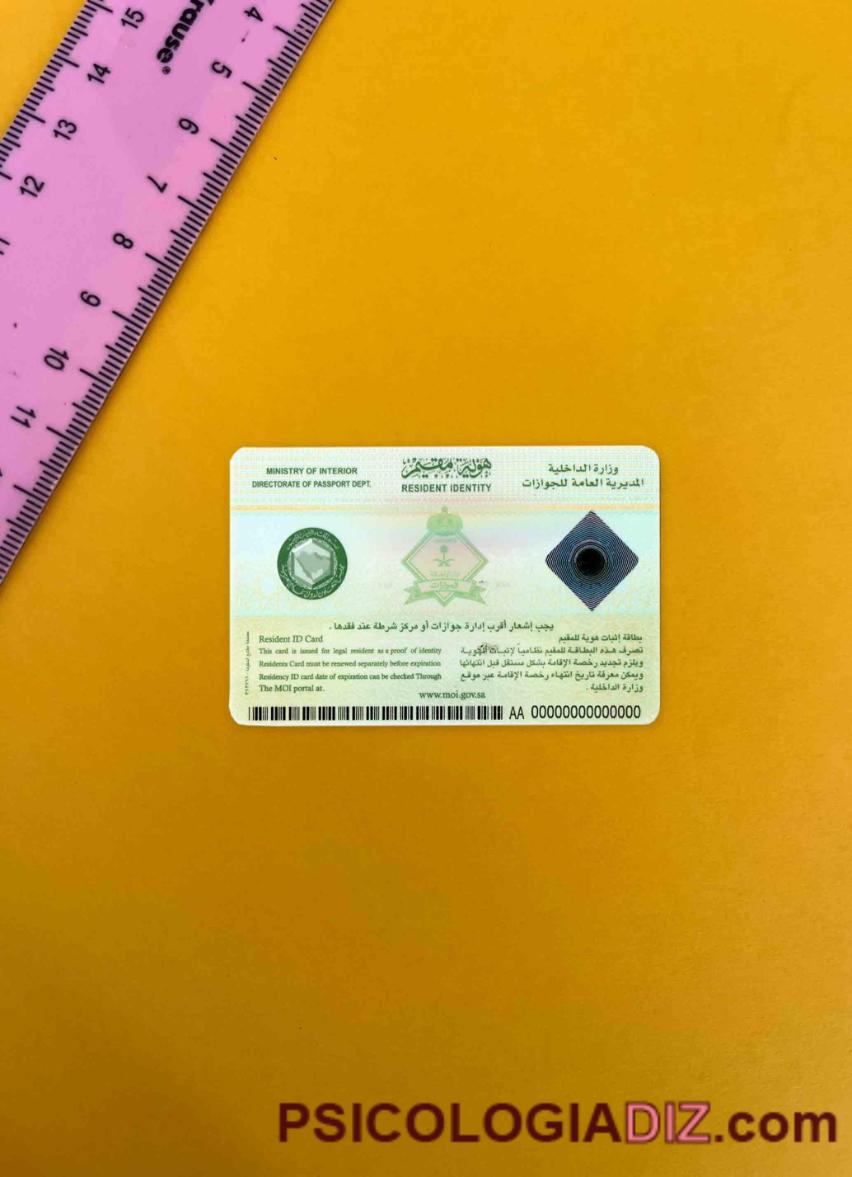 15
4
krause®
14
5
13
6
12
7
8
9
10
11
MINISTRY OF INTERIOR
DIRECTORATE OF PASSPORT DEPT.
هوية مقيم
RESIDENT IDENTITY
وزارة الداخلية
المديرية العامة للجوازات
الجوازات
يجب إشعار أقرب إدارة جوازات أو مركز شرطة عند فقدها .
Resident ID Card
This card is issued for legal resident as a proof of identity
Residents Card must be renewed separately before expiration
Residency ID card date of expiration can be checked Through
The MOI portal at.
بطاقة إثبات هوية للمقيم
تصرف هذه البطاقة للمقيم نظامياً لإثبات الهوية
ويلزم تجديد رخصة الإقامة بشكل مستقل قبل انتهائها
ويمكن معرفة تاريخ انتهاء رخصة الإقامة عبر موقع
وزارة الداخلية .
www.moi.gov.sa
AA 00000000000000
PSICOLOGIADIZ.com